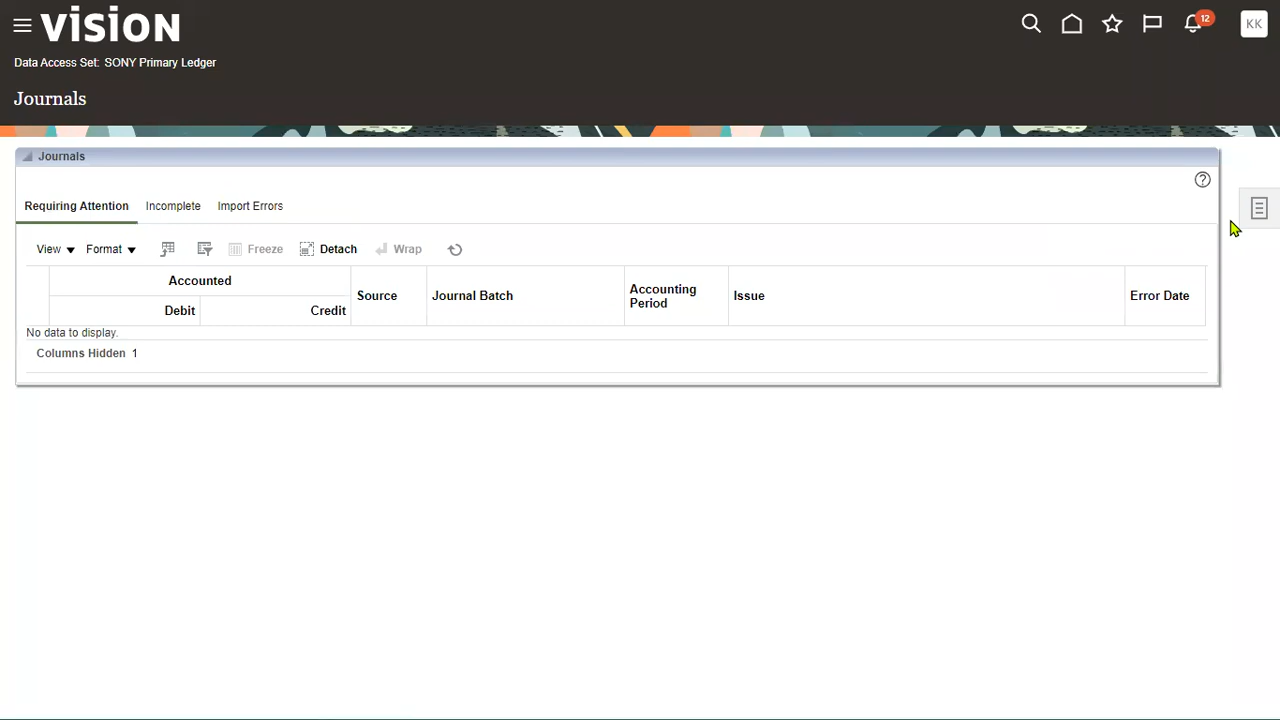 vision
12
KK
Data Access Set: SONY Primary Ledger
Journals
Journals
Requiring Attention Incomplete Import Errors
View Format Freeze Detach Wrap
Accounted
Debit Credit Source Journal Batch Accounting Period Issue Error Date
No data to display.
Columns Hidden 1